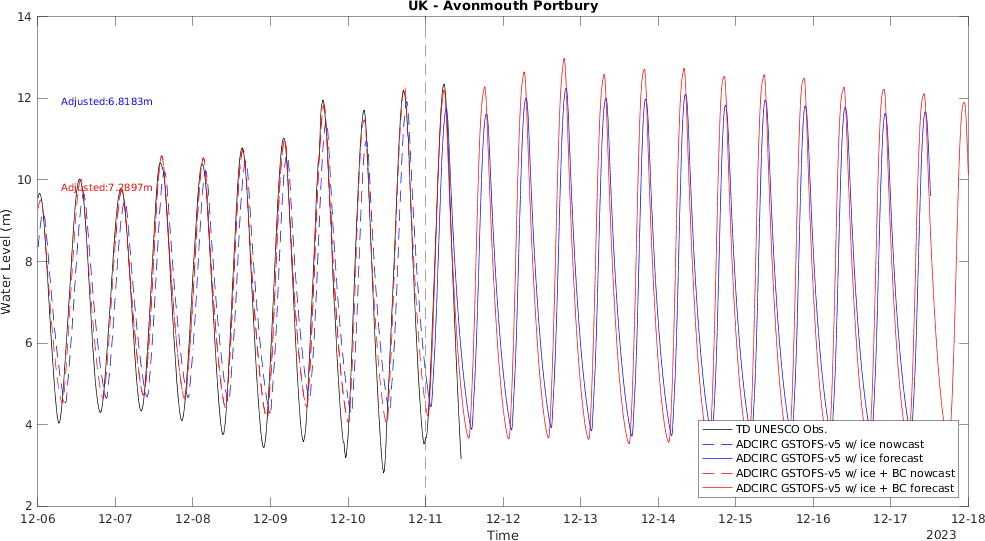 UK - Avonmouth Portbury
14
12
10
8
6
4
2
Water Level (m)
Adjusted:6.8183m
Adjusted:7.2897m
TD UNESCO Obs.
ADCIRC GSTOFS-v5 w/ ice nowcast
ADCIRC GSTOFS-v5 w/ ice forecast
ADCIRC GSTOFS-v5 w/ ice + BC nowcast
ADCIRC GSTOFS-v5 w/ ice + BC forecast
12-06 12-07 12-08 12-09 12-10 12-11 12-12 12-13 12-14 12-15 12-16 12-17 12-18
Time
2023